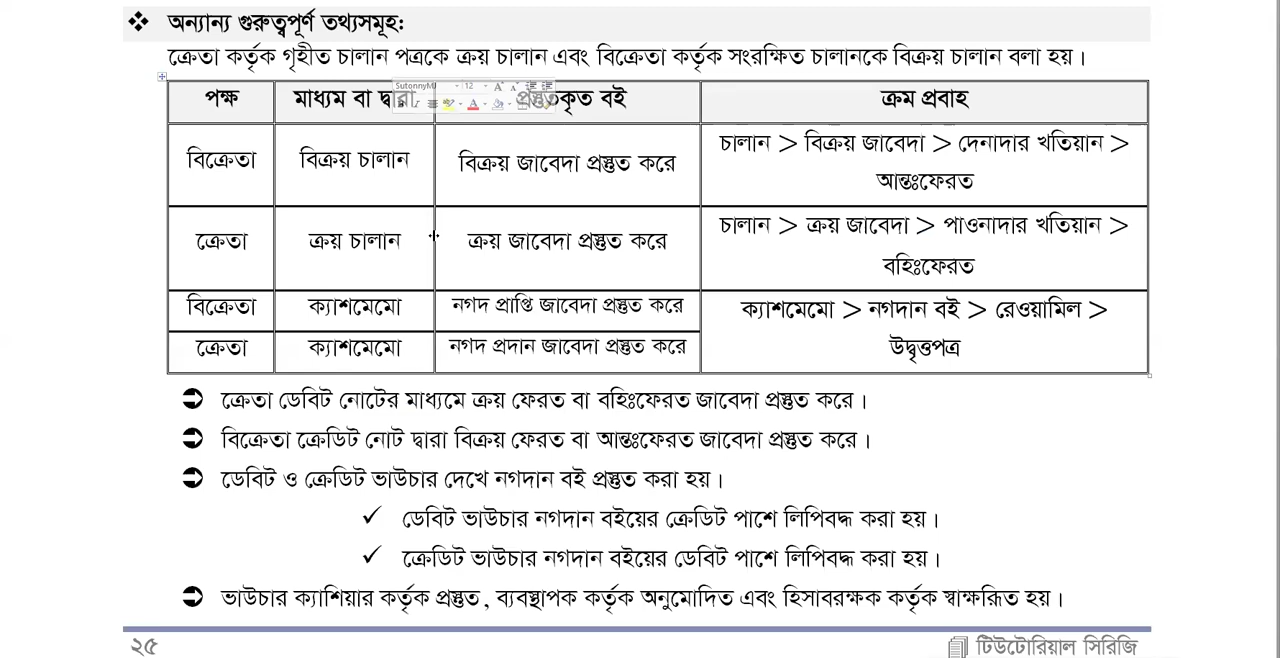 ❖ অন্যান্য গুরুত্বপূর্ণ তথ্যসমূহ:
ক্রেতা কর্তৃক গৃহীত চালান পত্রকে ক্রয় চালান এবং বিক্রেতা কর্তৃক সংরক্ষিত চালানকে বিক্রয় চালান বলা হয়।
SutonnyMJ 12
পক্ষ মাধ্যম বা দ্বারা প্রস্তুতকৃত বই ক্রম প্রবাহ
বিক্রেতা বিক্রয় চালান বিক্রয় জাবেদা প্রস্তুত করে চালান > বিক্রয় জাবেদা > দেনাদার খতিয়ান >
আন্তঃফেরত
ক্রেতা ক্রয় চালান ক্রয় জাবেদা প্রস্তুত করে চালান > ক্রয় জাবেদা > পাওনাদার খতিয়ান >
বহিঃফেরত
বিক্রেতা ক্যাশমেমো নগদ প্রাপ্তি জাবেদা প্রস্তুত করে ক্যাশমেমো > নগদান বই > রেওয়ামিল >
ক্রেতা ক্যাশমেমো নগদ প্রদান জাবেদা প্রস্তুত করে উদ্বৃত্তপত্র
➲ ক্রেতা ডেবিট নোটের মাধ্যমে ক্রয় ফেরত বা বহিঃফেরত জাবেদা প্রস্তুত করে।
➲ বিক্রেতা ক্রেডিট নোট দ্বারা বিক্রয় ফেরত বা আন্তঃফেরত জাবেদা প্রস্তুত করে।
➲ ডেবিট ও ক্রেডিট ভাউচার দেখে নগদান বই প্রস্তুত করা হয়।
✓ ডেবিট ভাউচার নগদান বইয়ের ক্রেডিট পাশে লিপিবদ্ধ করা হয়।
✓ ক্রেডিট ভাউচার নগদান বইয়ের ডেবিট পাশে লিপিবদ্ধ করা হয়।
➲ ভাউচার ক্যাশিয়ার কর্তৃক প্রস্তুত, ব্যবস্থাপক কর্তৃক অনুমোদিত এবং হিসাবরক্ষক কর্তৃক স্বাক্ষরিত হয়।
২৫ টিউটোরিয়াল সিরিজ